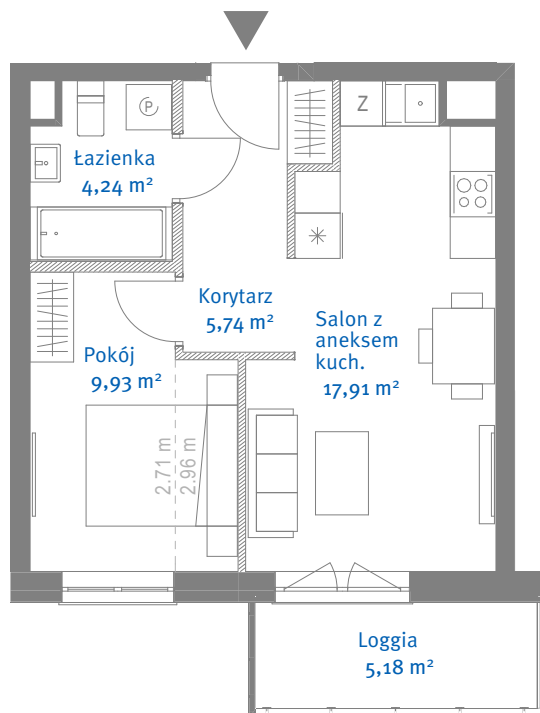 P
Z
Łazienka
4,24 m²
Korytarz
5,74 m²
Salon z
aneksem
kuch.
17,91 m²
Pokój
9,93 m²
2.71 m
2.96 m
Loggia
5,18 m²